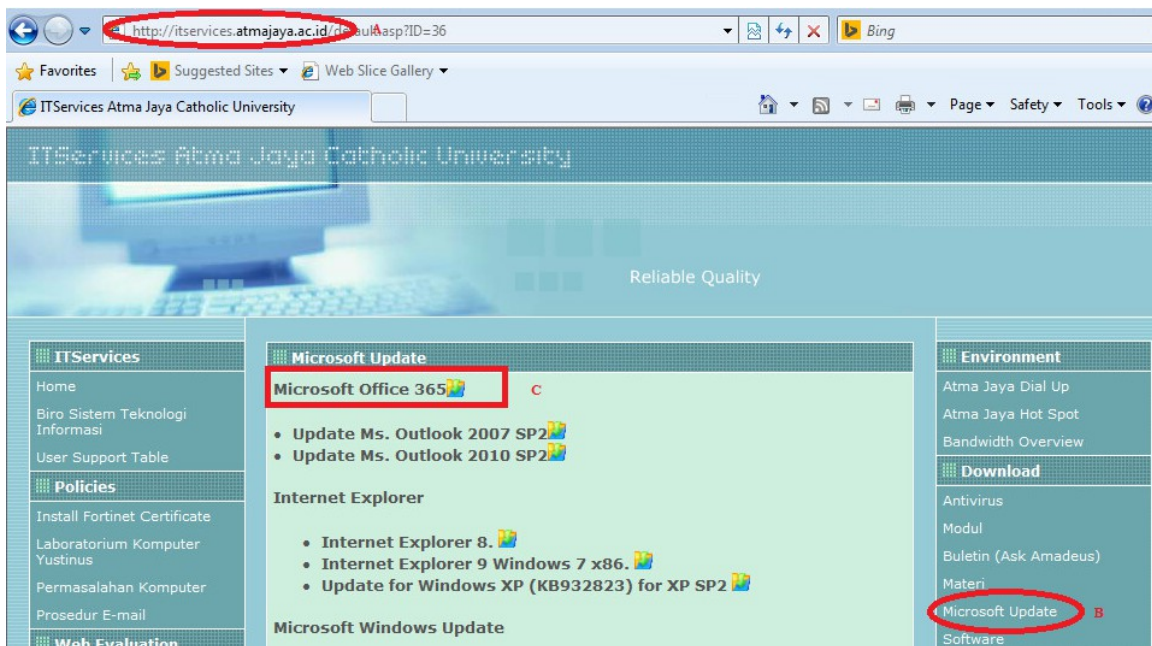 http://itservices.atmajaya.ac.id/default.asp?ID=36
A
Bing
Favorites
Suggested Sites
Web Slice Gallery
ITServices Atma Jaya Catholic University
Page
Safety
Tools
ITServices Atma Jaya Catholic University
Reliable Quality
ITServices
Home
Biro Sistem Teknologi
Informasi
User Support Table
Policies
Install Fortinet Certificate
Laboratorium Komputer
Yustinus
Permasalahan Komputer
Prosedur E-mail
Web Evaluation
Microsoft Update
Microsoft Office 365
C
• Update Ms. Outlook 2007 SP2
• Update Ms. Outlook 2010 SP2
Internet Explorer
• Internet Explorer 8.
• Internet Explorer 9 Windows 7 x86.
• Update for Windows XP (KB932823) for XP SP2
Microsoft Windows Update
Environment
Atma Jaya Dial Up
Atma Jaya Hot Spot
Bandwidth Overview
Download
Antivirus
Modul
Buletin (Ask Amadeus)
Materi
Microsoft Update
B
Software